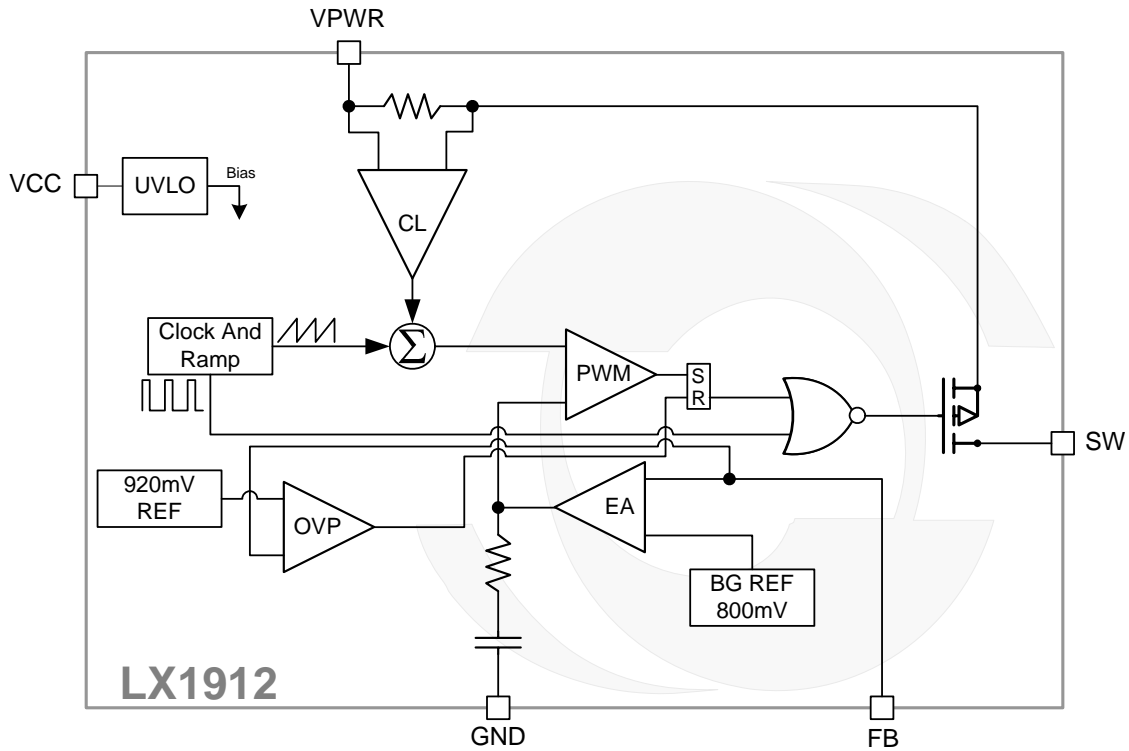 VPWR
VCC
UVLO
Bias
CL
Clock And
Ramp
Σ
PWM
S
R
SW
920mV
REF
OVP
EA
BG REF
800mV
LX1912
GND
FB